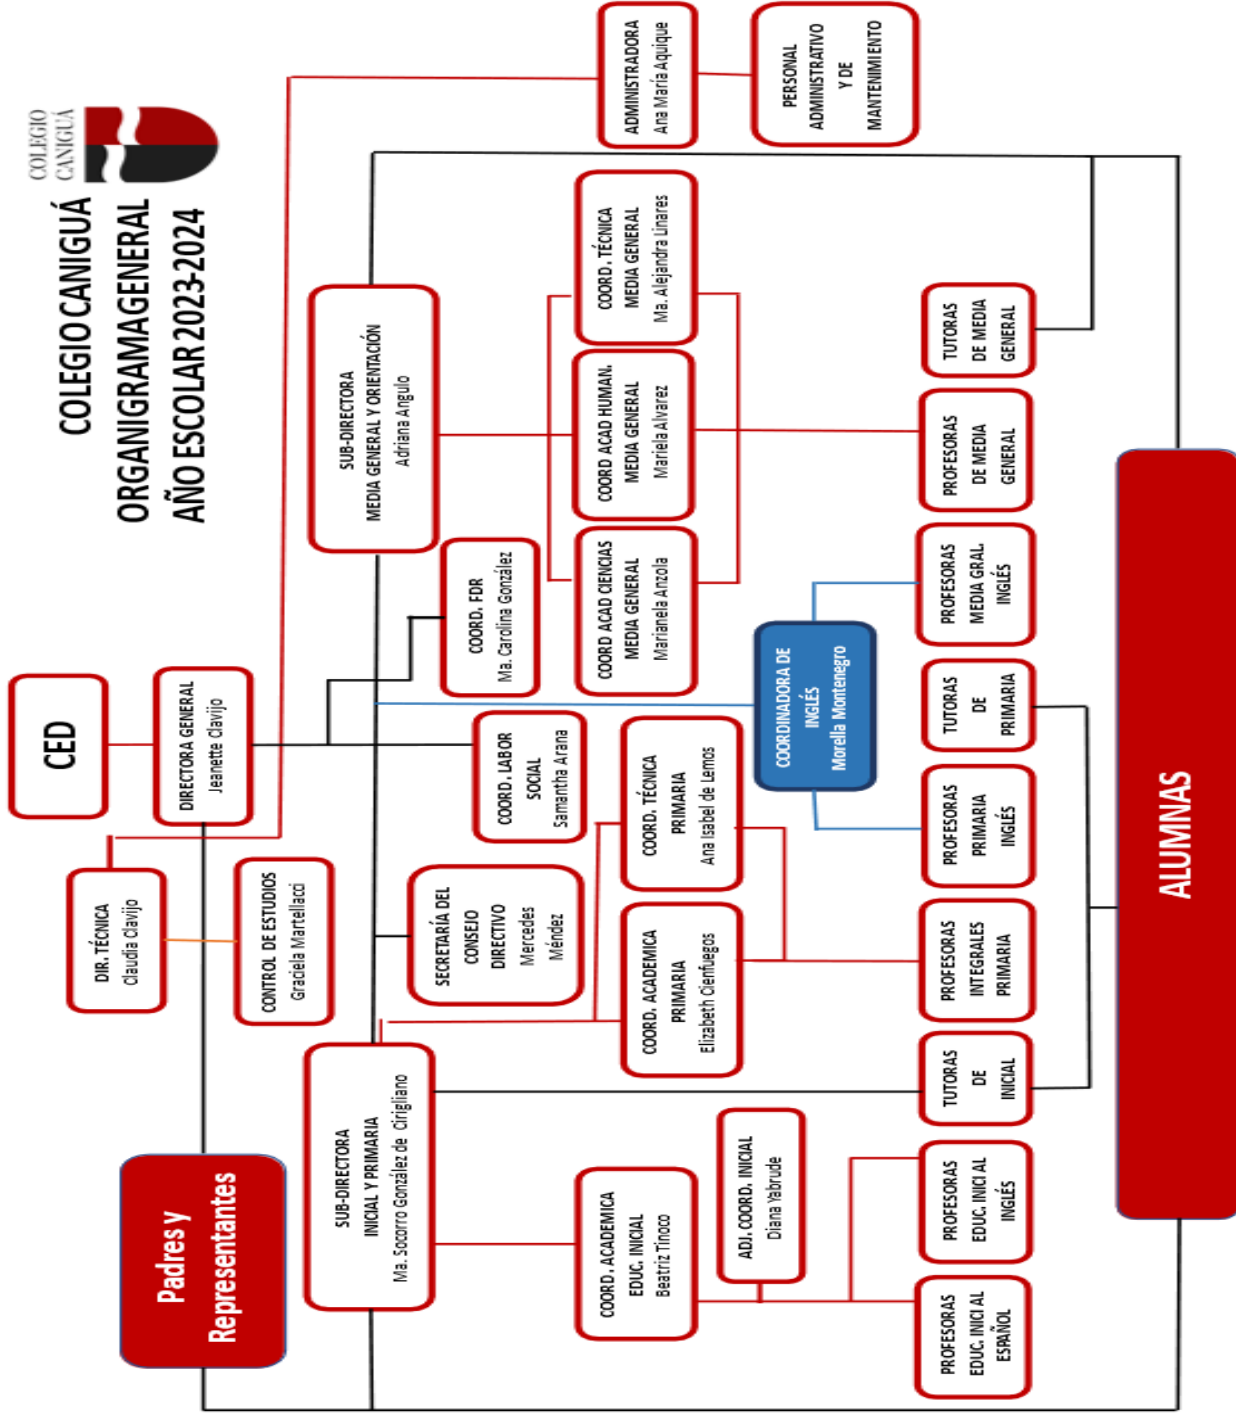 COLEGIO
CANIGUÁ
COLEGIO CANIGUÁ
ORGANIGRAMA GENERAL
AÑO ESCOLAR 2023-2024
CED
DIRECTORA GENERAL
Jeanette Clavijo
DIR. TÉCNICA
Claudia Clavijo
CONTROL DE ESTUDIOS
Graciela Martellacci
Padres y
Representantes
SUB-DIRECTORA
INICIAL Y PRIMARIA
Ma. Socorro González de Cirigliano
SUB-DIRECTORA
MEDIA GENERAL Y ORIENTACIÓN
Adriana Angulo
SECRETARÍA DEL
CONSEJO
DIRECTIVO
Mercedes
Méndez
COORD. LABOR
SOCIAL
Samantha Arana
COORD. FDR
Ma. Carolina González
ADMINISTRADORA
Ana María Aquique
PERSONAL
ADMINISTRATIVO
Y DE
MANTENIMIENTO
COORD. ACADEMICA
EDUC. INICIAL
Beatriz Tinoco
COORD. ACADEMICA
PRIMARIA
Elizabeth Cienfuegos
COORD. TÉCNICA
PRIMARIA
Ana Isabel de Lemos
COORD ACAD CIENCIAS
MEDIA GENERAL
Marianela Anzola
COORD ACAD HUMAN.
MEDIA GENERAL
Mariela Alvarez
COORD. TÉCNICA
MEDIA GENERAL
Ma. Alejandra Linares
ADJ. COORD. INICIAL
Diana Yabrude
COORDINADORA DE
INGLÉS
Morella Montenegro
PROFESORAS
EDUC. INICIAL
ESPAÑOL
PROFESORAS
EDUC. INICIAL
INGLÉS
TUTORAS
DE
INICIAL
PROFESORAS
INTEGRALES
PRIMARIA
PROFESORAS
PRIMARIA
INGLÉS
TUTORAS
DE
PRIMARIA
PROFESORAS
MEDIA GRAL.
INGLÉS
PROFESORAS
DE MEDIA
GENERAL
TUTORAS
DE MEDIA
GENERAL
ALUMNAS